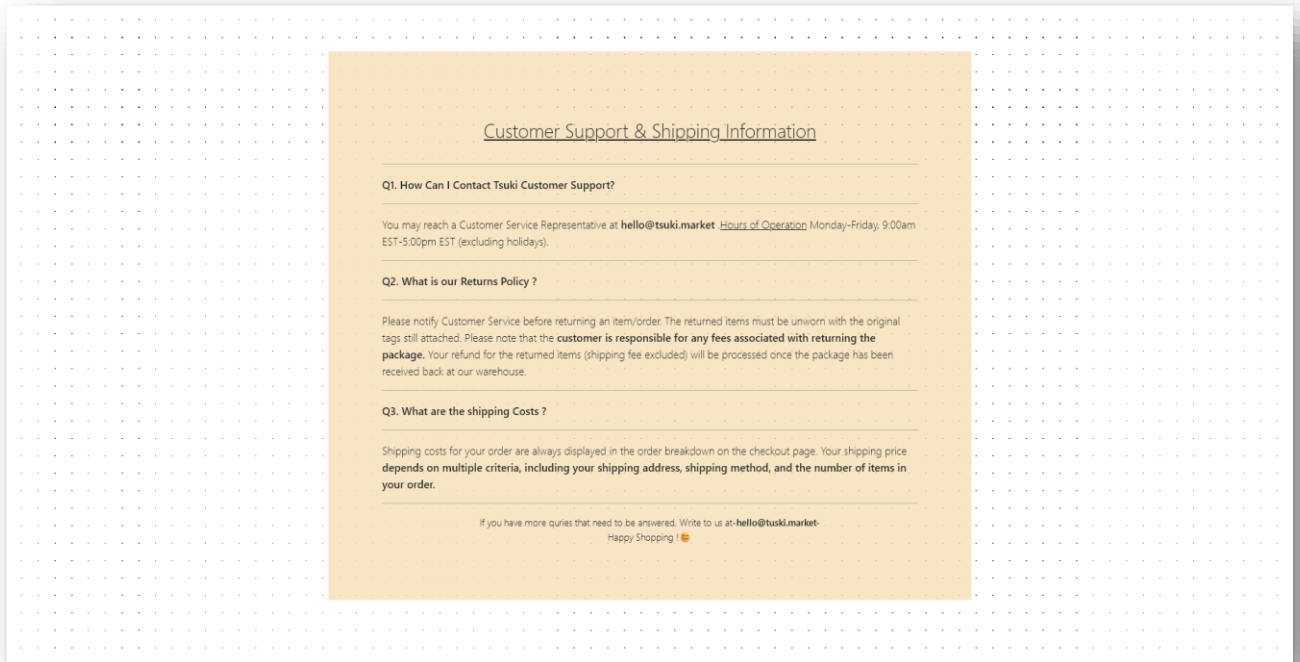 Customer Support & Shipping Information
Q1. How Can I Contact Tsuki Customer Support?
You may reach a Customer Service Representative at hello@tsuki.market .Hours of Operation Monday-Friday, 9:00am
EST-5:00pm EST (excluding holidays).
Q2. What is our Returns Policy ?
Please notify Customer Service before returning an item/order. The returned items must be unworn with the original
tags still attached. Please note that the customer is responsible for any fees associated with returning the
package. Your refund for the returned items (shipping fee excluded) will be processed once the package has been
received back at our warehouse.
Q3. What are the shipping Costs ?
Shipping costs for your order are always displayed in the order breakdown on the checkout page. Your shipping price
depends on multiple criteria, including your shipping address, shipping method, and the number of items in
your order.
If you have more quries that need to be answered, Write to us at-hello@tuski.market-
Happy Shopping ! 😊